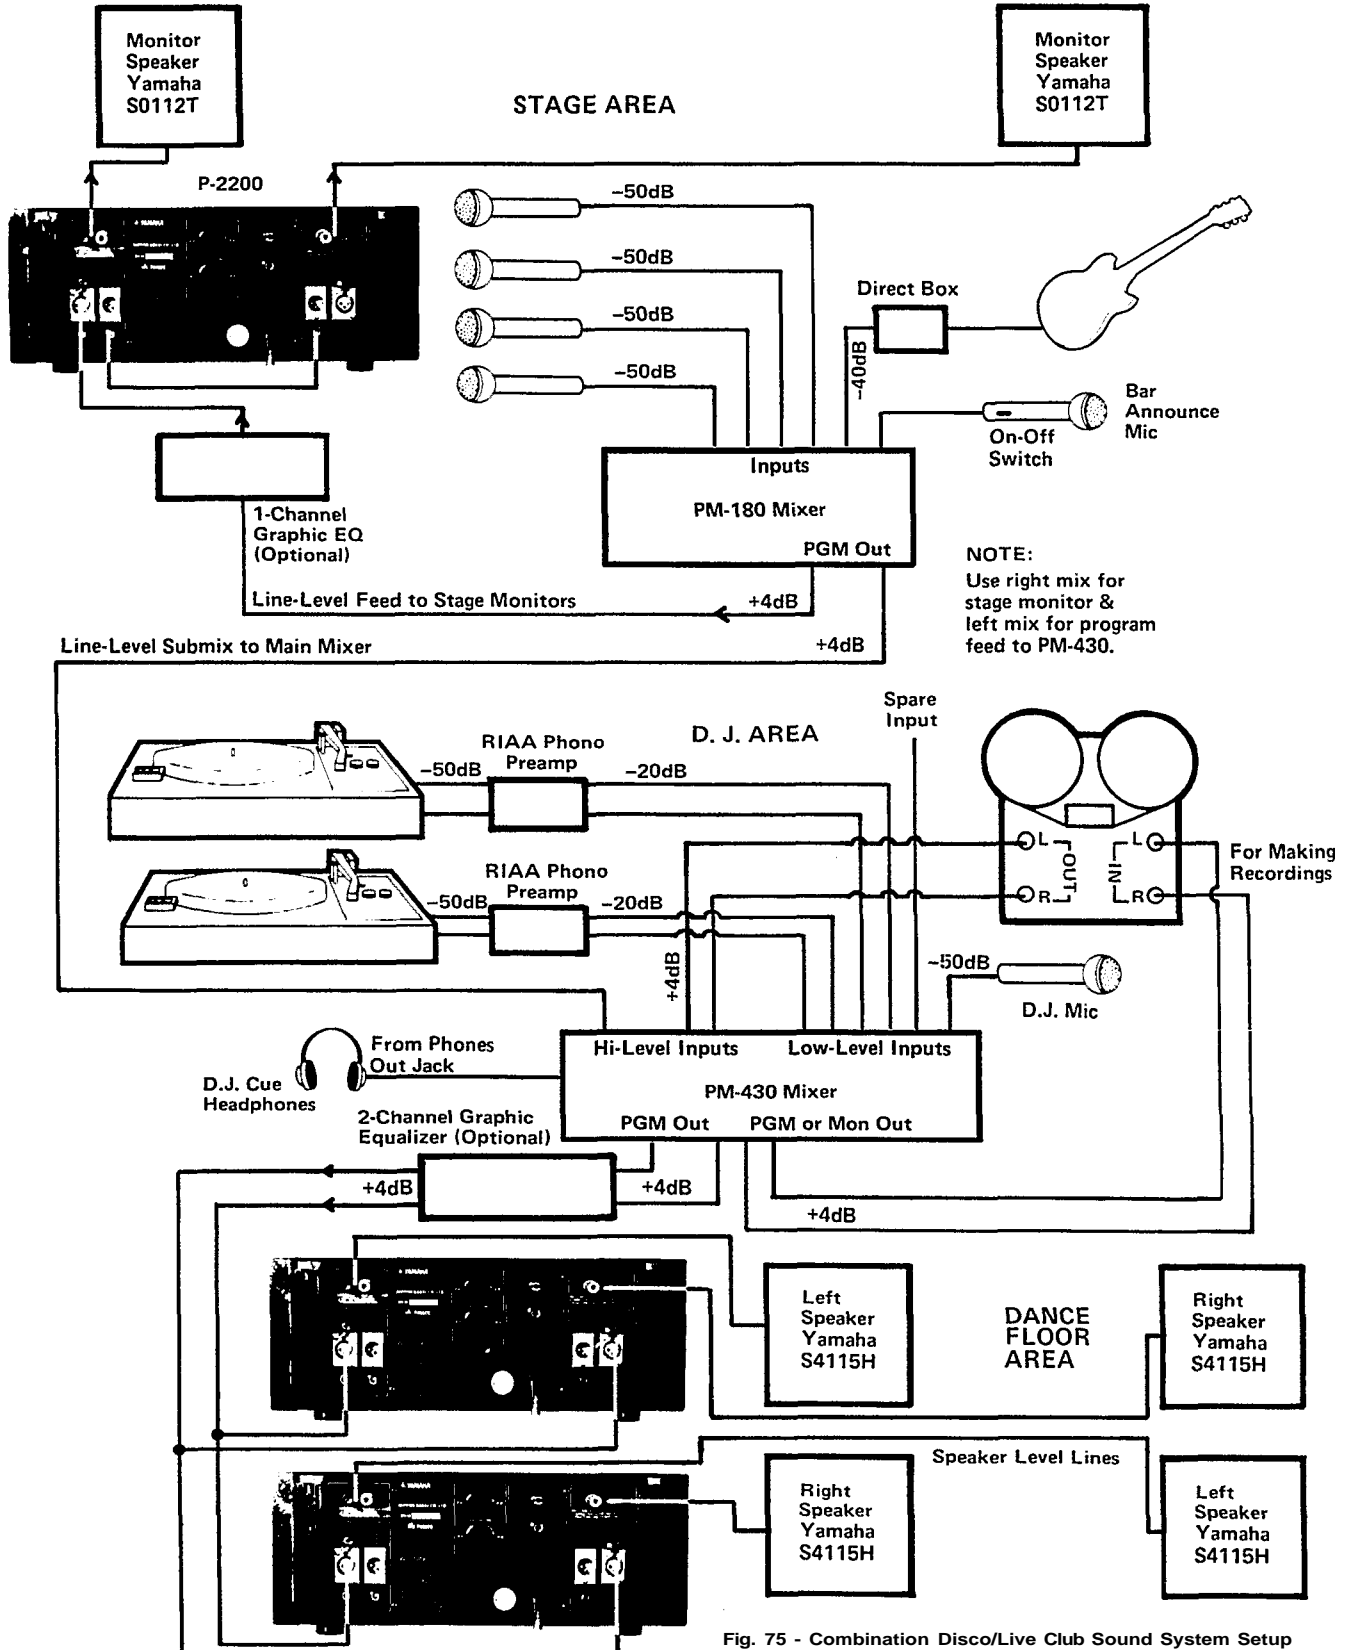 Monitor
Speaker
Yamaha
S0112T
STAGE AREA
Monitor
Speaker
Yamaha
S0112T
P-2200
–50dB
–50dB
–50dB
–50dB
Direct Box
–40dB
Bar
Announce
Mic
On-Off
Switch
Inputs
PM-180 Mixer
PGM Out
1-Channel
Graphic EQ
(Optional)
NOTE:
Use right mix for
stage monitor &
left mix for program
feed to PM-430.
Line-Level Feed to Stage Monitors
+4dB
Line-Level Submix to Main Mixer
+4dB
Spare
Input
D. J. AREA
RIAA Phono
Preamp
–50dB
–20dB
RIAA Phono
Preamp
–50dB
–20dB
L
R
OUT
IN
L
R
For Making
Recordings
+4dB
–50dB
D.J. Mic
Hi-Level Inputs
Low-Level Inputs
PM-430 Mixer
PGM Out
PGM or Mon Out
From Phones
Out Jack
D.J. Cue
Headphones
2-Channel Graphic
Equalizer (Optional)
+4dB
+4dB
+4dB
Left
Speaker
Yamaha
S4115H
DANCE
FLOOR
AREA
Right
Speaker
Yamaha
S4115H
Speaker Level Lines
Right
Speaker
Yamaha
S4115H
Left
Speaker
Yamaha
S4115H
Fig. 75 - Combination Disco/Live Club Sound System Setup